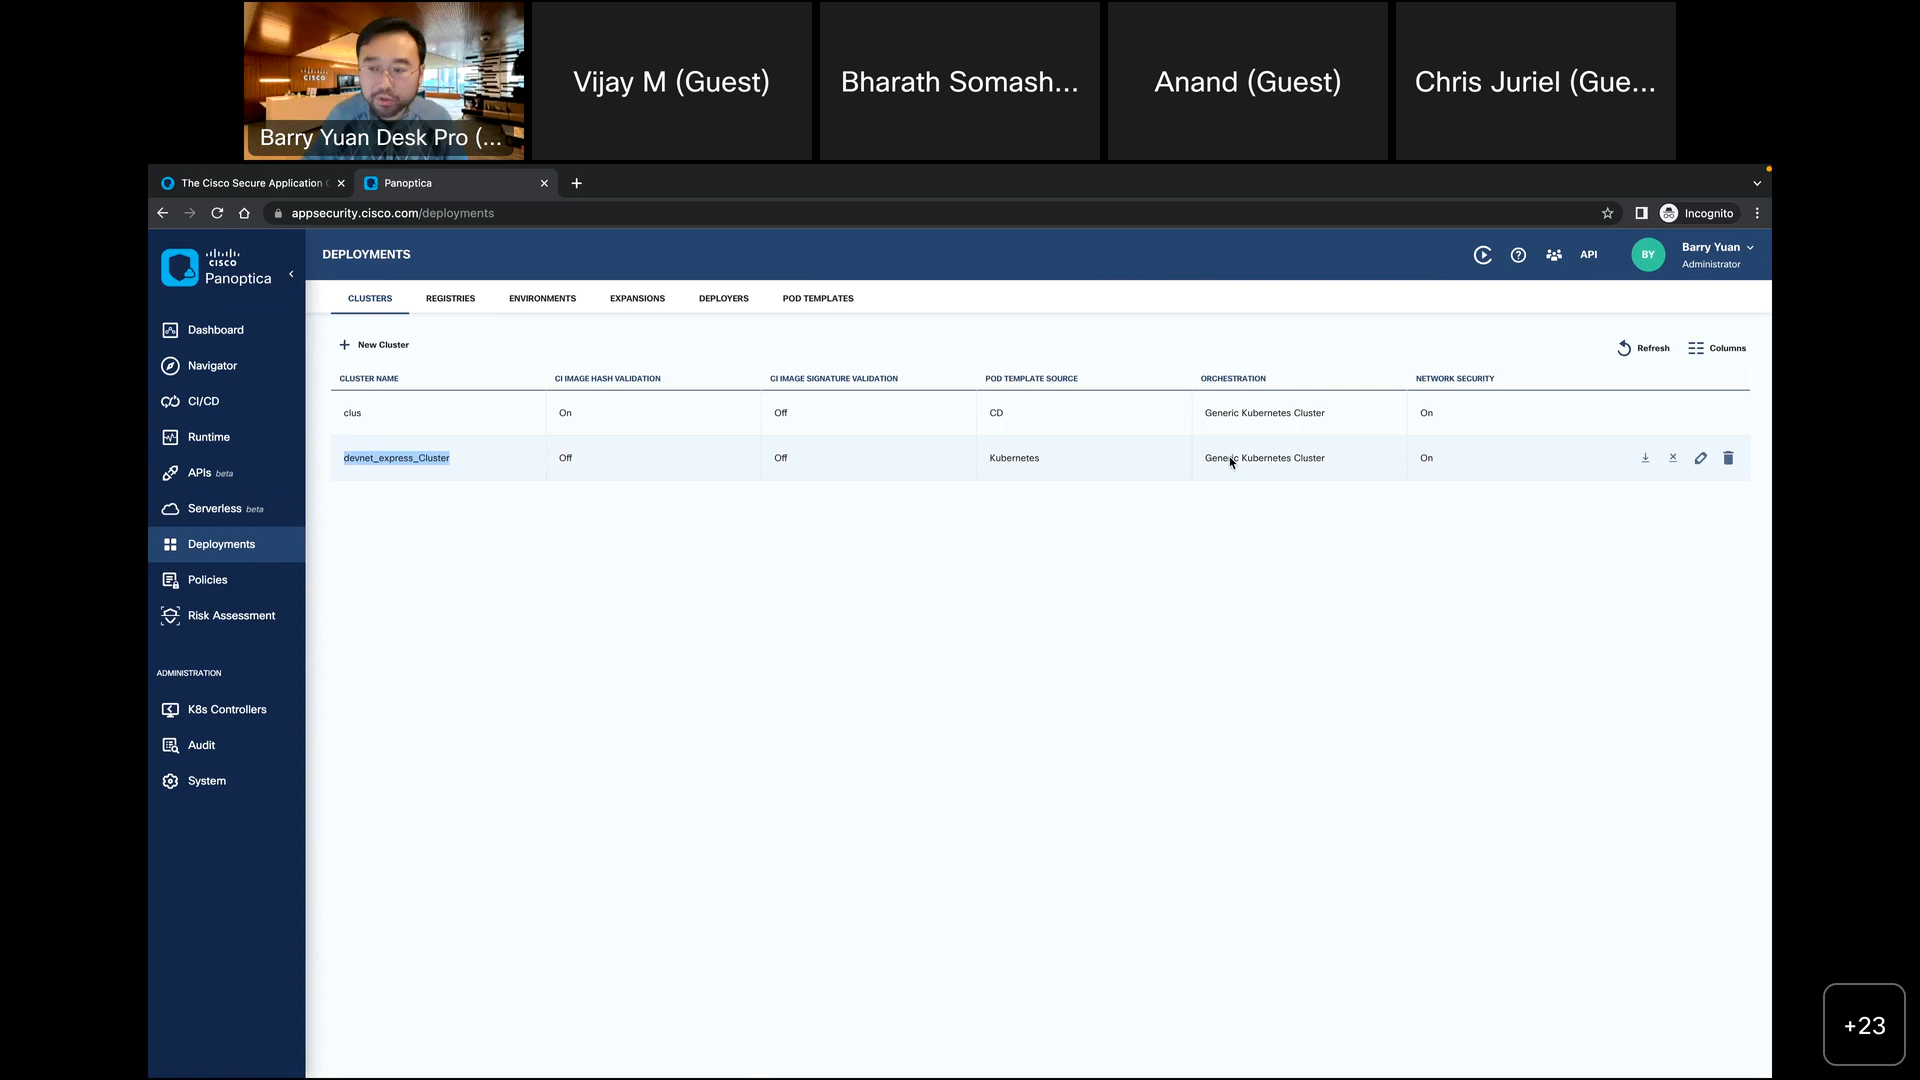 Barry Yuan Desk Pro (...
Vijay M (Guest)
Bharath Somash...
Anand (Guest)
Chris Juriel (Gue...
cisco
The Cisco Secure Application
Panoptica
appsecurity.cisco.com/deployments
Incognito
cisco
Panoptica
DEPLOYMENTS
API
BY
Barry Yuan
Administrator
CLUSTERS
REGISTRIES
ENVIRONMENTS
EXPANSIONS
DEPLOYERS
POD TEMPLATES
Dashboard
Navigator
CI/CD
Runtime
APIs beta
Serverless beta
Deployments
Policies
Risk Assessment
ADMINISTRATION
K8s Controllers
Audit
System
New Cluster
Refresh
Columns
CLUSTER NAME
CI IMAGE HASH VALIDATION
CI IMAGE SIGNATURE VALIDATION
POD TEMPLATE SOURCE
ORCHESTRATION
NETWORK SECURITY
clus
On
Off
CD
Generic Kubernetes Cluster
On
devnet_express_Cluster
Off
Off
Kubernetes
Generic Kubernetes Cluster
On
+23